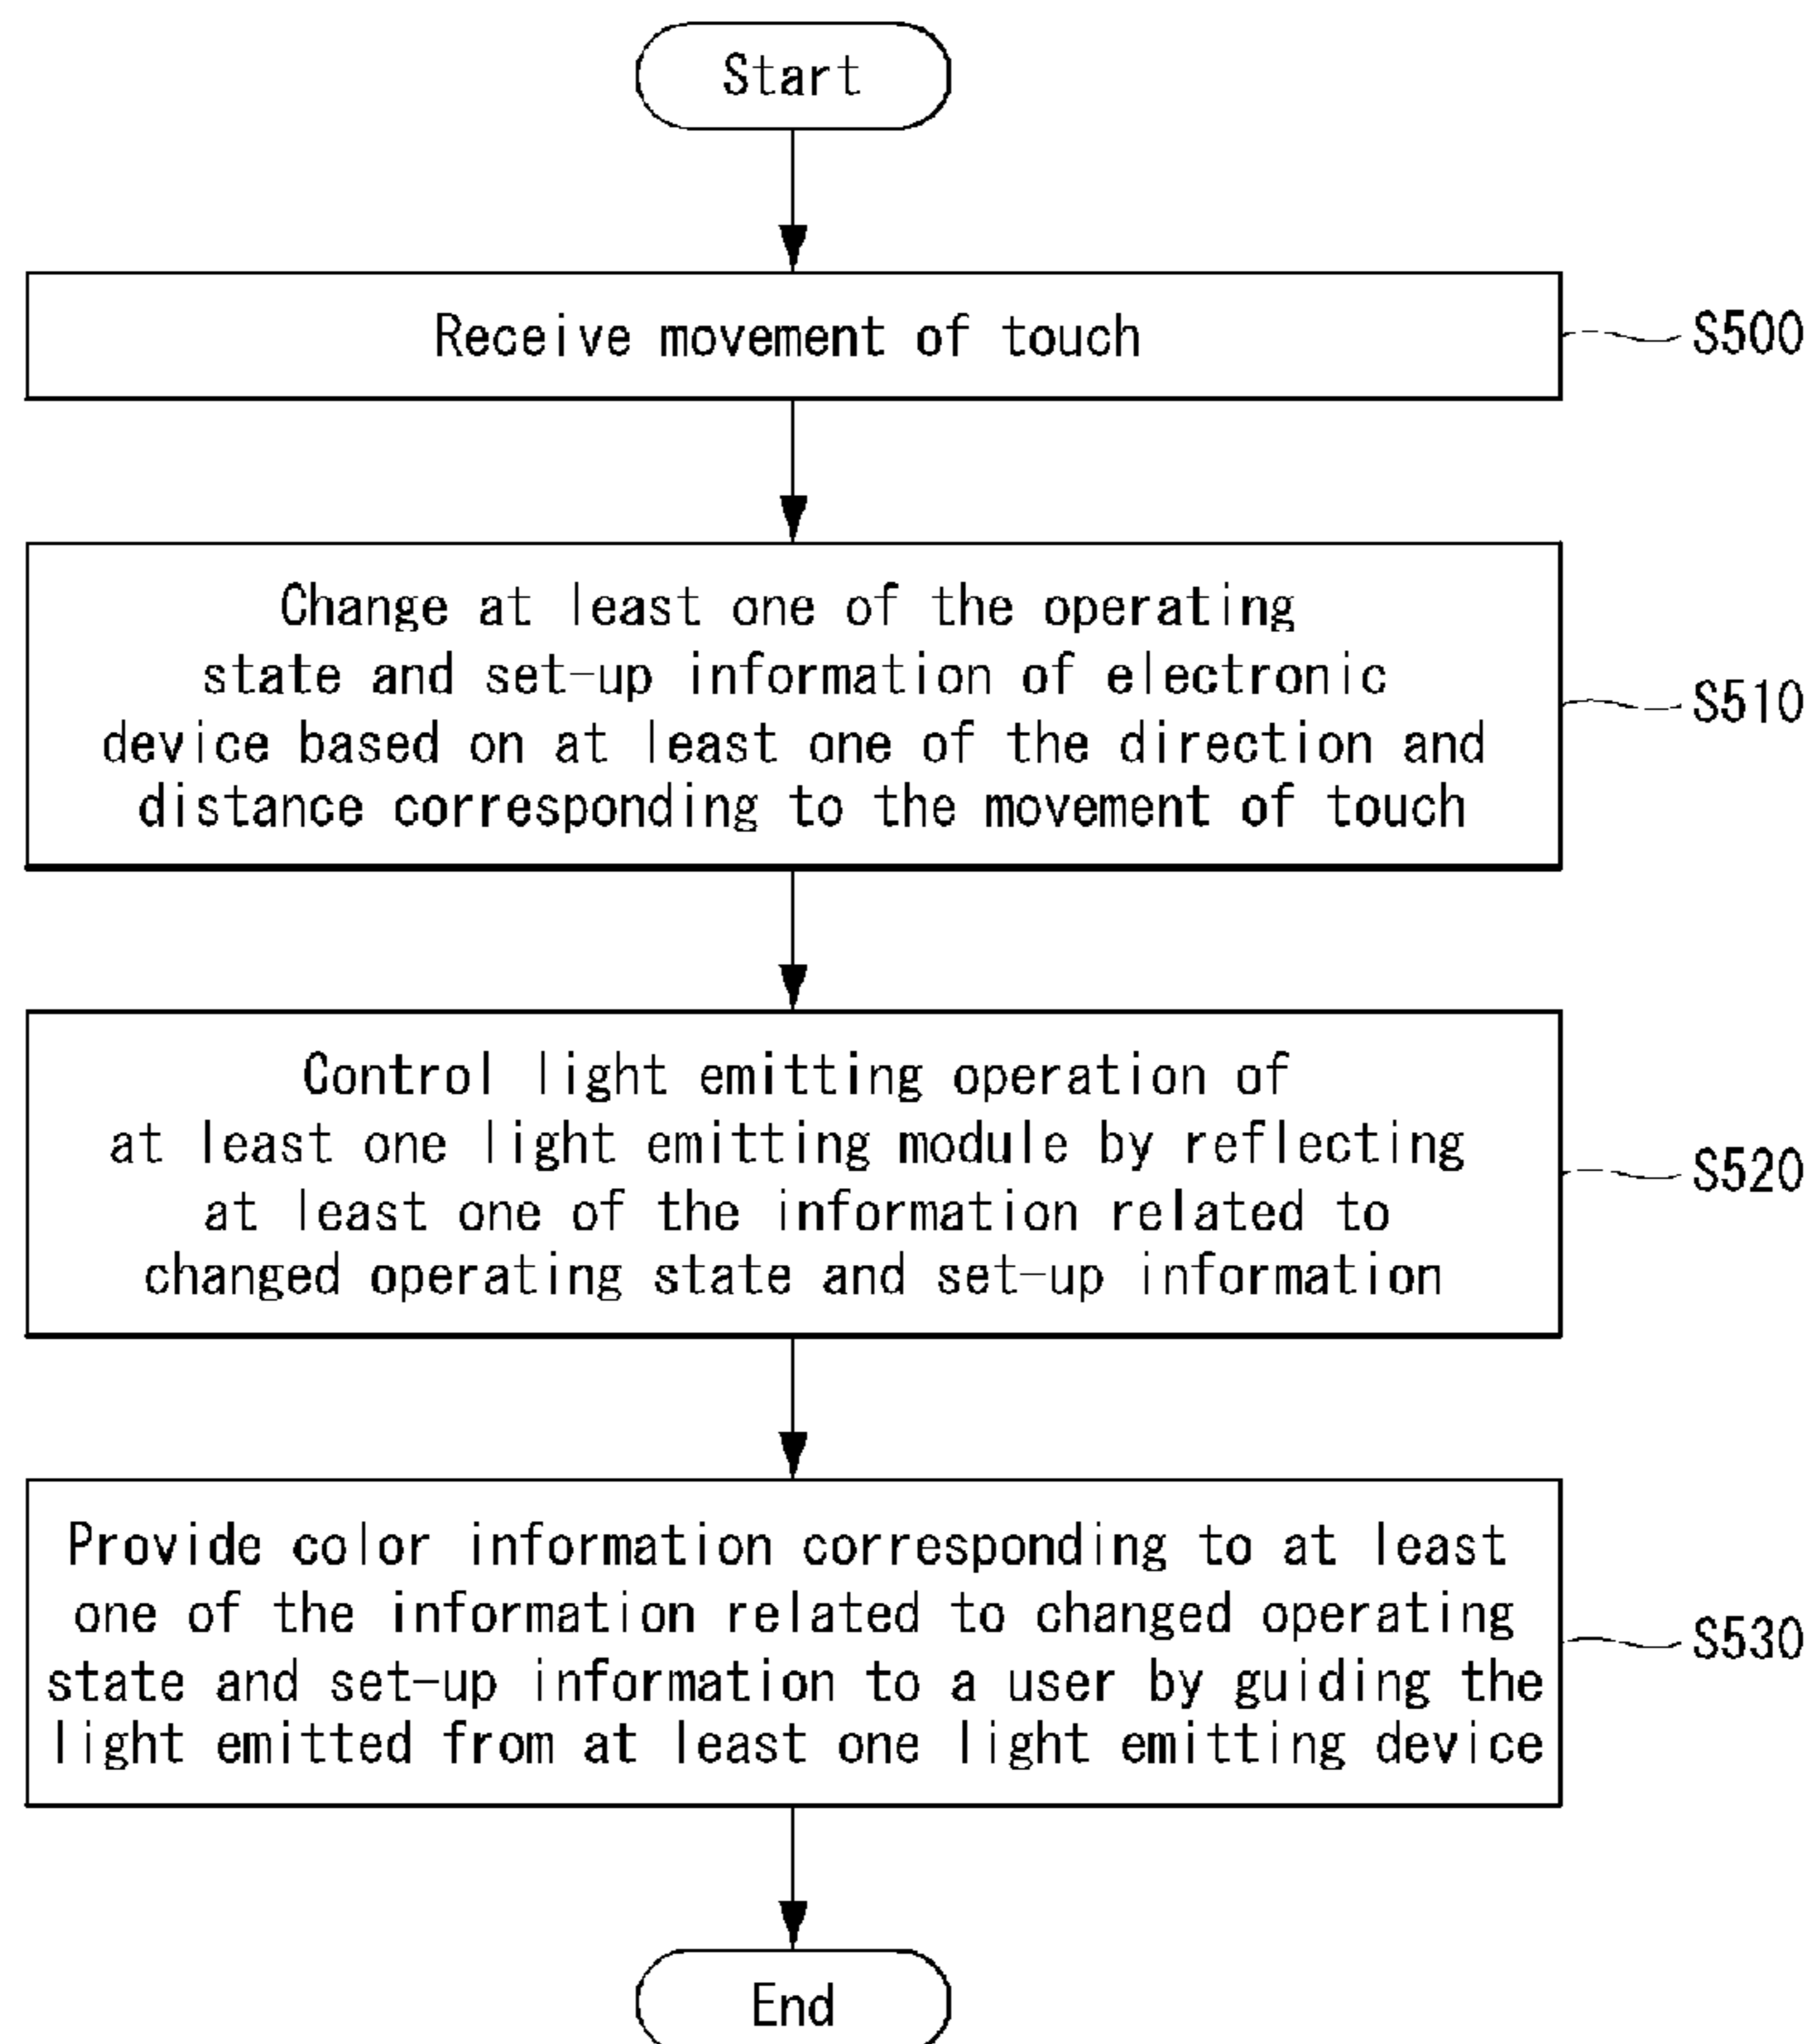 Start
Receive movement of touch
S500
Change at least one of the operating
state and set-up information of electronic
device based on at least one of the direction and
distance corresponding to the movement of touch
S510
Control light emitting operation of
at least one light emitting module by reflecting
at least one of the information related to
changed operating state and set-up information
S520
Provide color information corresponding to at least
one of the information related to changed operating
state and set-up information to a user by guiding the
light emitted from at least one light emitting device
S530
End